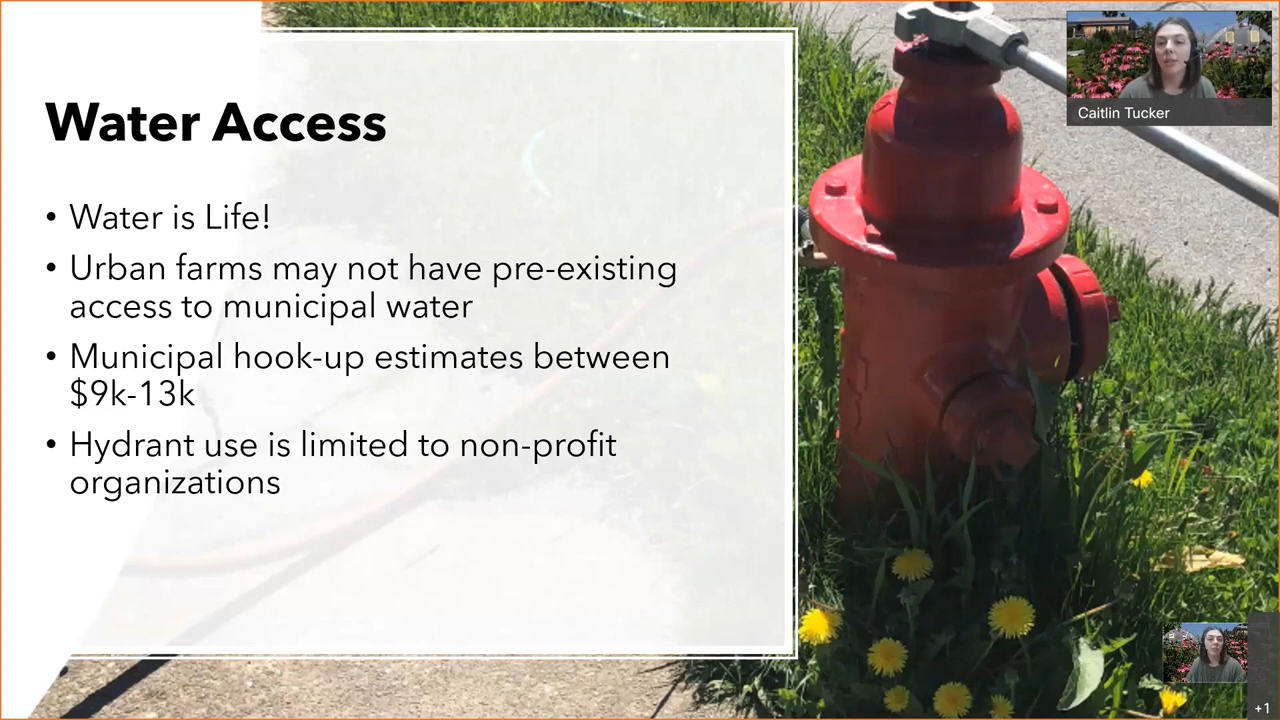 Water Access
• Water is Life!
• Urban farms may not have pre-existing
access to municipal water
• Municipal hook-up estimates between
$9k-13k
• Hydrant use is limited to non-profit
organizations
Caitlin Tucker
+1